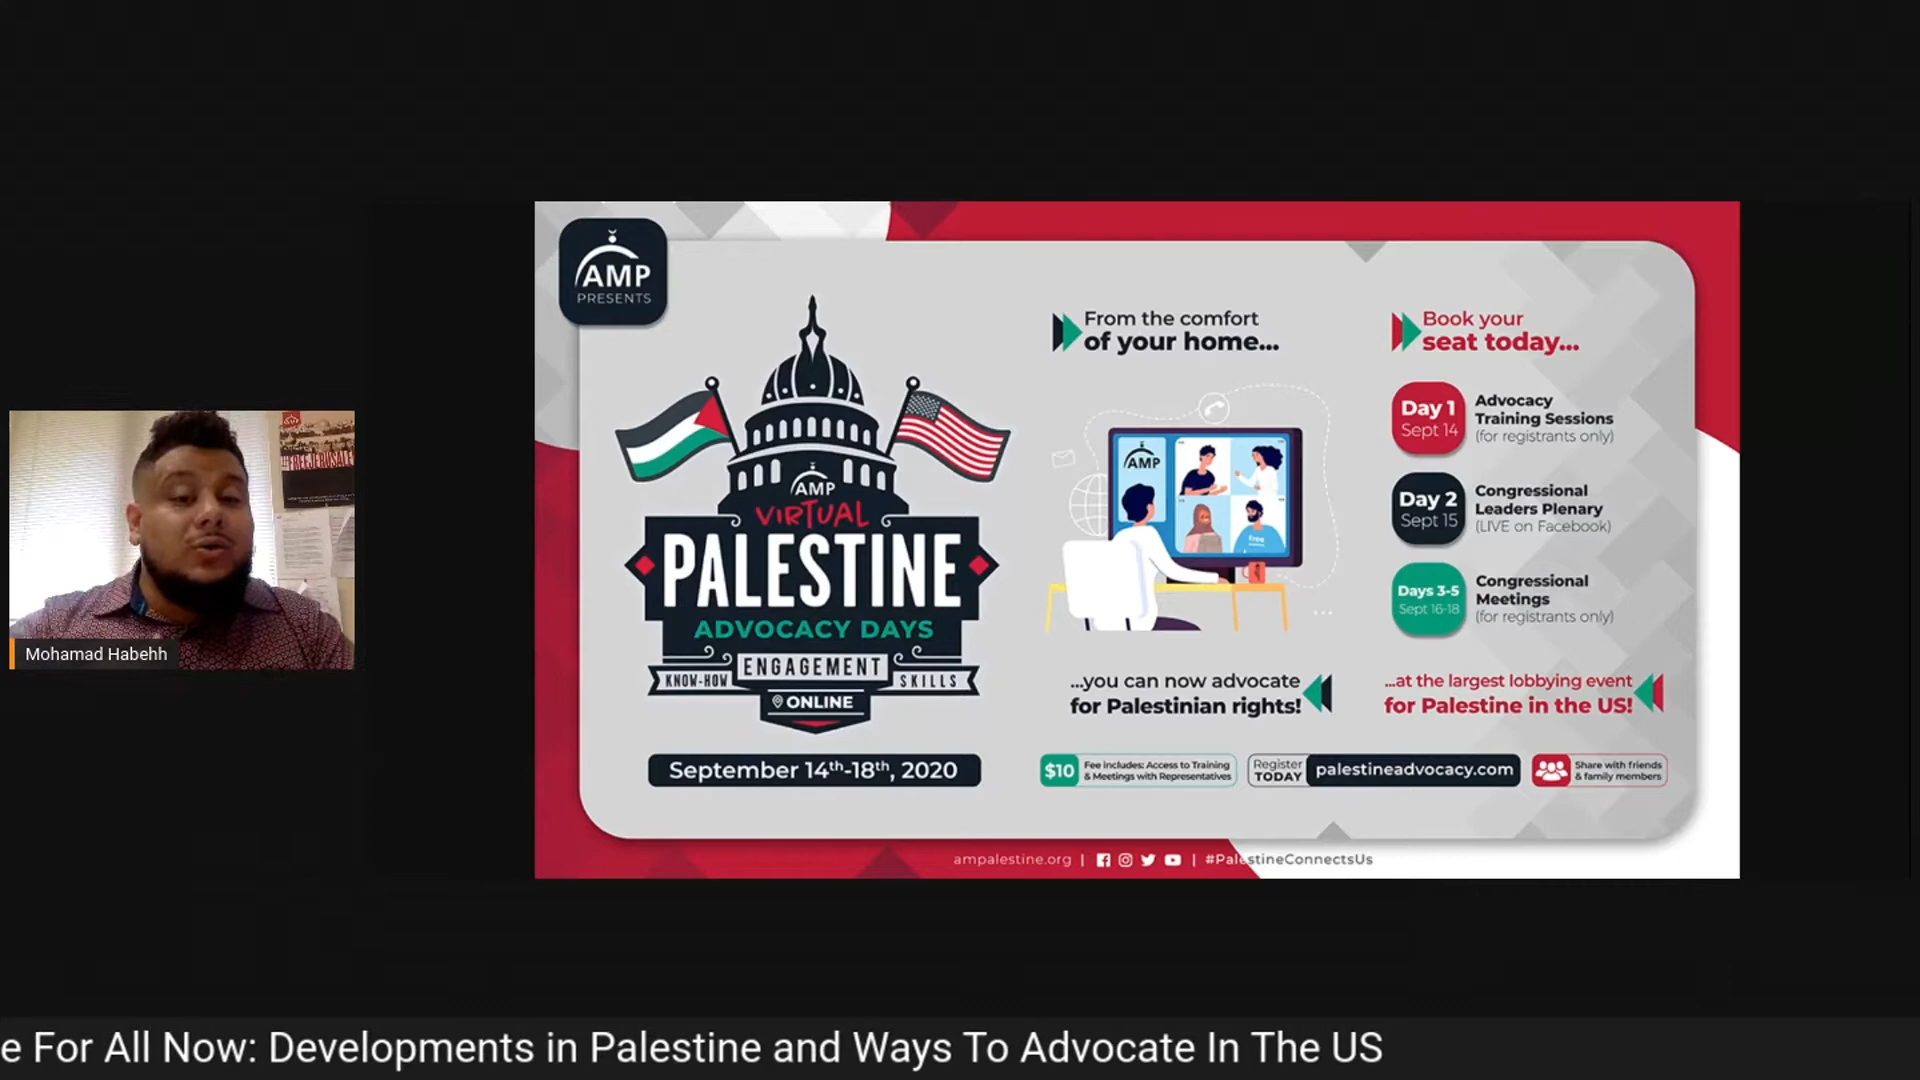 AMP
PRESENTS
AMP
VIRTUAL
PALESTINE
ADVOCACY DAYS
KNOW-HOW
ENGAGEMENT
SKILLS
ONLINE
September 14th-18th, 2020
From the comfort
of your home...
AMP
free
...you can now advocate
for Palestinian rights!
Book your
seat today...
Day 1
Sept 14
Advocacy
Training Sessions
(for registrants only)
Day 2
Sept 15
Congressional
Leaders Plenary
(LIVE on Facebook)
Days 3-5
Sept 16-18
Congressional
Meetings
(for registrants only)
...at the largest lobbying event
for Palestine in the US!
$10
Fee includes: Access to Training
& Meetings with Representatives
Register
TODAY
palestineadvocacy.com
Share with friends
& family members
ampalestine.org | | #PalestineConnectsUs
#FREEJERUSALE
Mohamad Habehh
e For All Now: Developments in Palestine and Ways To Advocate In The US